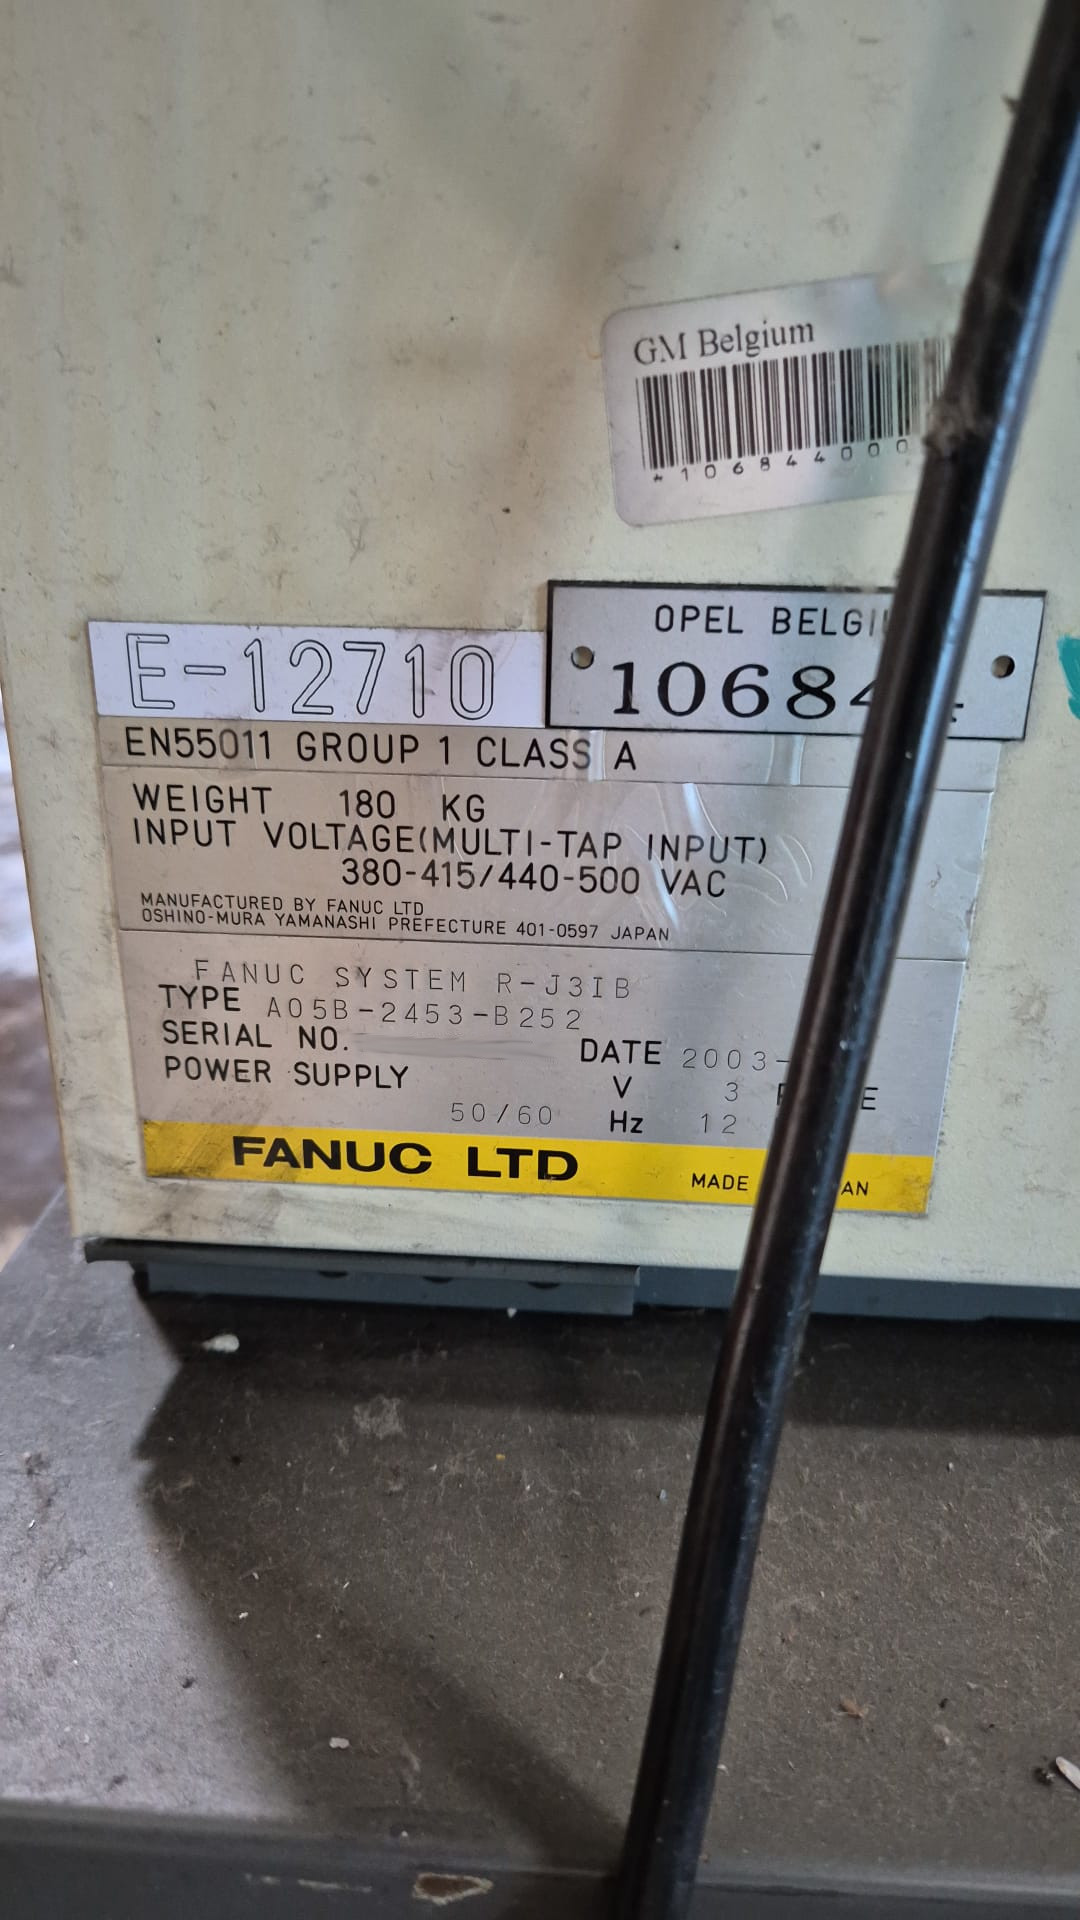 GM Belgium
*106844000
OPEL BELGI
10684
E-12710
EN55011 GROUP 1 CLASS A
WEIGHT 180 KG
INPUT VOLTAGE(MULTI-TAP INPUT)
380-415/440-500 VAC
MANUFACTURED BY FANUC LTD
OSHINO-MURA YAMANASHI PREFECTURE 401-0597 JAPAN
FANUC SYSTEM R-J3IB
TYPE A05B-2453-B252
SERIAL NO. DATE 2003-
POWER SUPPLY V 3 P E
50/60 Hz 12
FANUC LTD MADE AN